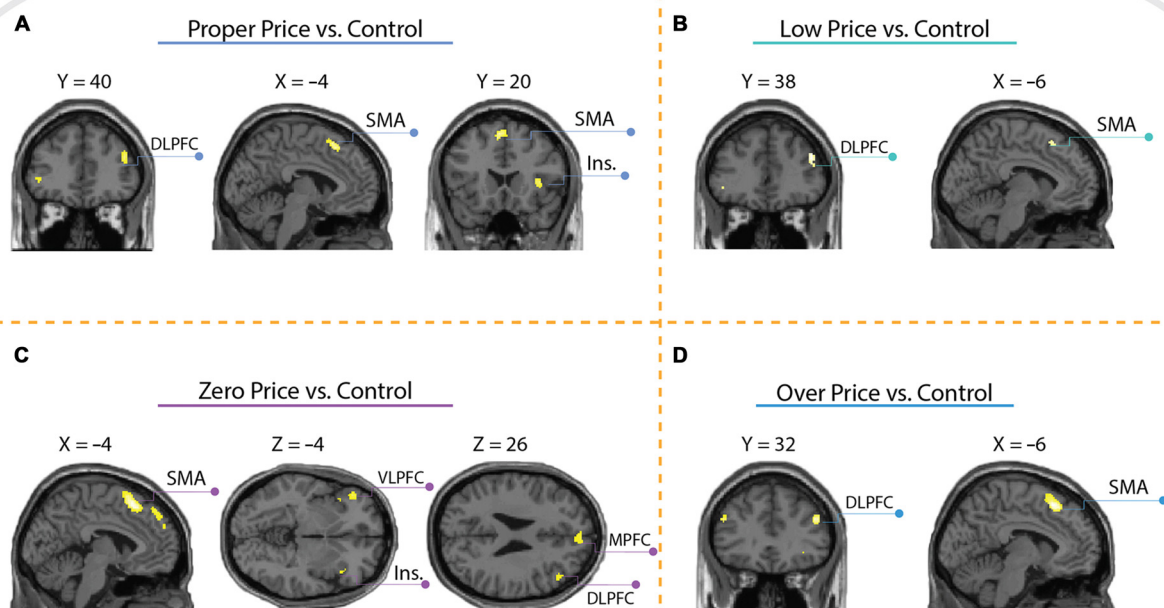 A
Proper Price vs. Control
Y = 40
X = –4
Y = 20
DLPFC
SMA
SMA
Ins.
B
Low Price vs. Control
Y = 38
X = –6
DLPFC
SMA
C
Zero Price vs. Control
X = –4
Z = –4
Z = 26
SMA
VLPFC
Ins.
MPFC
DLPFC
D
Over Price vs. Control
Y = 32
X = –6
DLPFC
SMA